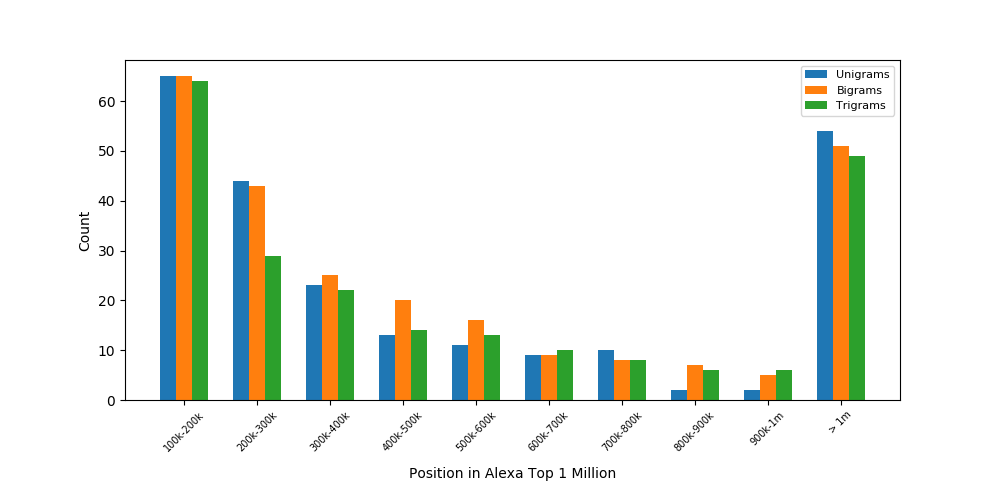 Unigrams
Bigrams
Trigrams
Count
60
50
40
30
20
10
0
100k-200k
200k-300k
300k-400k
400k-500k
500k-600k
600k-700k
700k-800k
800k-900k
900k-1m
> 1m
Position in Alexa Top 1 Million